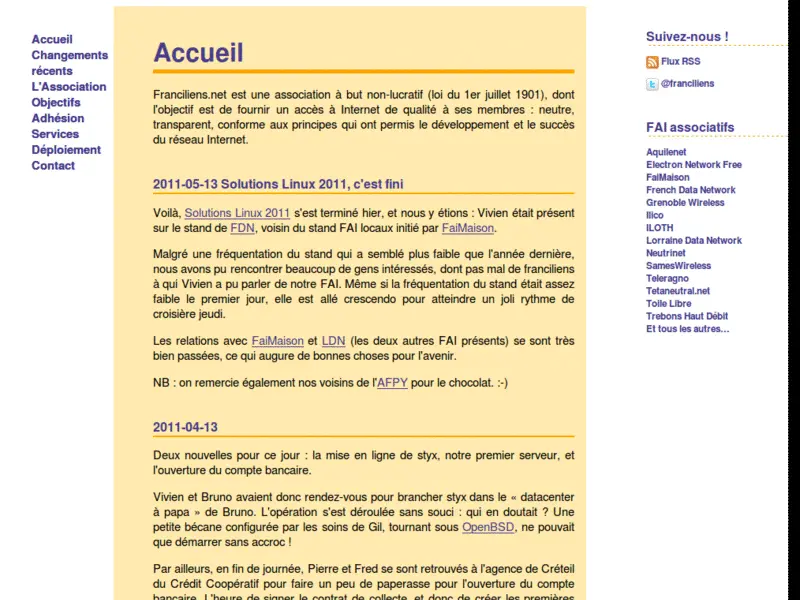 Accueil
Changements
récents
L'Association
Objectifs
Adhésion
Services
Déploiement
Contact
Accueil
Franciliens.net est une association à but non-lucratif (loi du 1er juillet 1901), dont
l'objectif est de fournir un accès à Internet de qualité à ses membres : neutre,
transparent, conforme aux principes qui ont permis le développement et le succès
du réseau Internet.
2011-05-13 Solutions Linux 2011, c'est fini
Voilà, Solutions Linux 2011 s'est terminé hier, et nous y étions : Vivien était présent
sur le stand de FDN, voisin du stand FAI locaux initié par FaiMaison.
Malgré une fréquentation du stand qui a semblé plus faible que l'année dernière,
nous avons pu rencontrer beaucoup de gens intéressés, dont pas mal de franciliens
à qui Vivien a pu parler de notre FAI. Même si la fréquentation du stand était assez
faible le premier jour, elle est allé crescendo pour atteindre un joli rythme de
croisière jeudi.
Les relations avec FaiMaison et LDN (les deux autres FAI présents) se sont très
bien passées, ce qui augure de bonnes choses pour l'avenir.
NB : on remercie également nos voisins de l'AFPY pour le chocolat. :-)
2011-04-13
Deux nouvelles pour ce jour : la mise en ligne de styx, notre premier serveur, et
l'ouverture du compte bancaire.
Vivien et Bruno avaient donc rendez-vous pour brancher styx dans le « datacenter
à papa » de Bruno. L'opération s'est déroulée sans souci : qui en doutait ? Une
petite bécane configurée par les soins de Gil, tournant sous OpenBSD, ne pouvait
que démarrer sans accroc !
Par ailleurs, en fin de journée, Pierre et Fred se sont retrouvés à l'agence de Créteil
du Crédit Coopératif pour faire un peu de paperasse pour l'ouverture du compte
bancaire. L'heure de signer le contrat de collecte, et donc de créer les premières
Suivez-nous !
Flux RSS
@franciliens
FAI associatifs
Aquilenet
Electron Network Free
FaiMaison
French Data Network
Grenoble Wireless
Ilico
ILOTH
Lorraine Data Network
Neutrinet
SamesWireless
Teleragno
Tetaneutral.net
Toile Libre
Trebons Haut Débit
Et tous les autres…